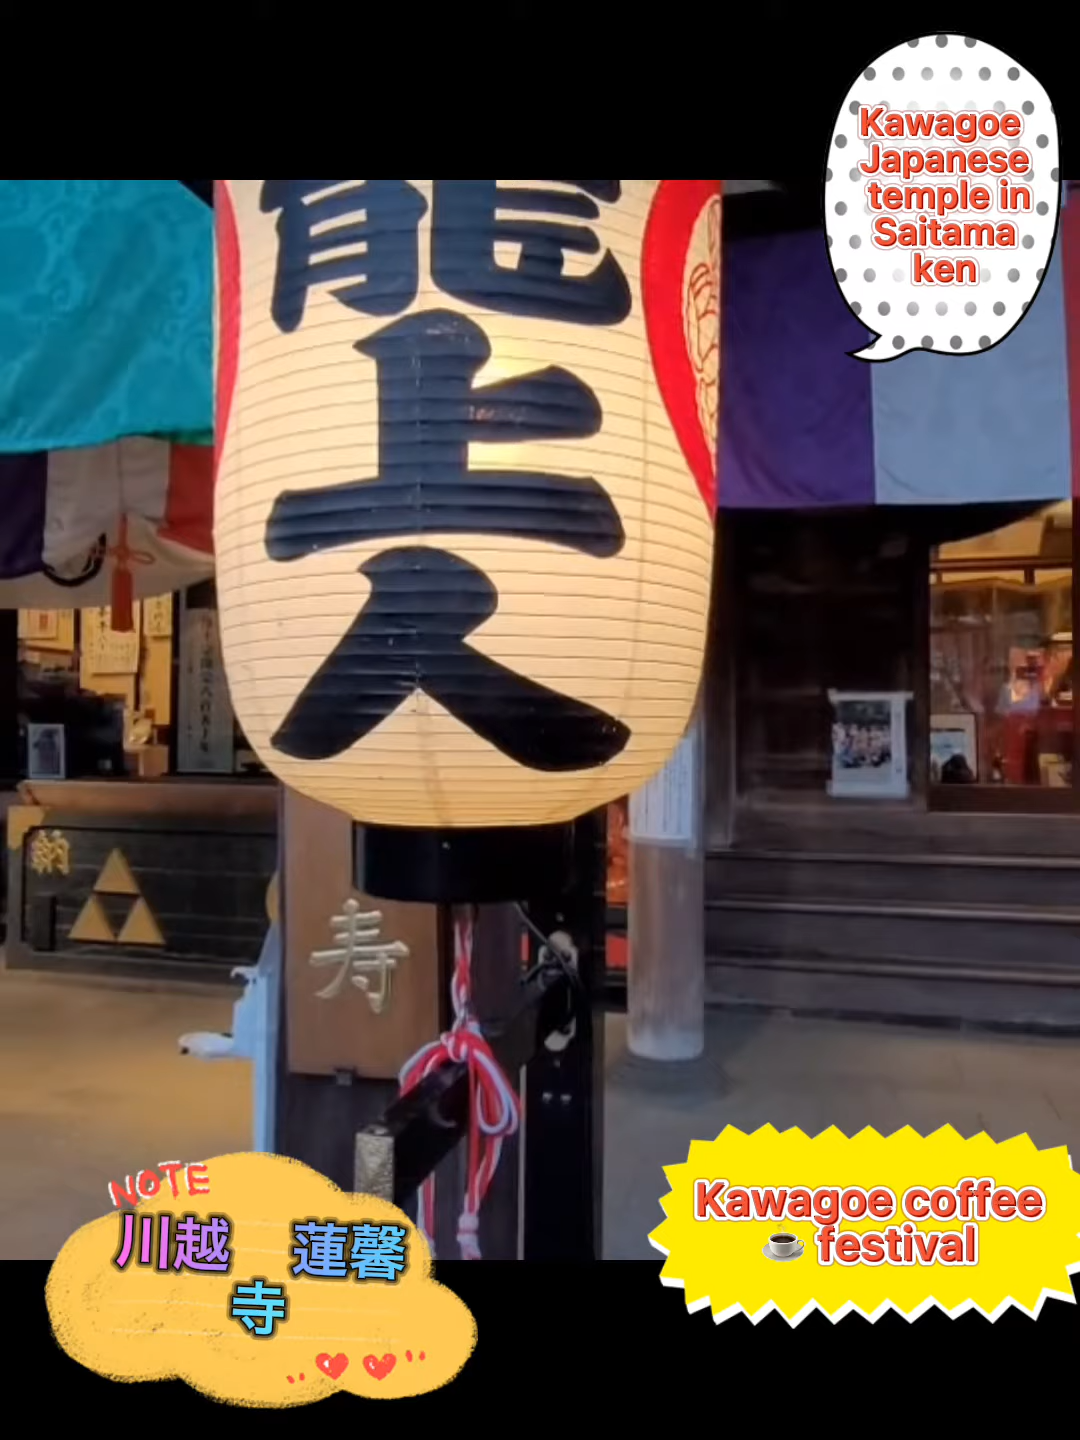 Kawagoe
Japanese
temple in
Saitama
ken
能
上
人
納
寿
NOTE
川越 蓮馨
寺
Kawagoe coffee
☕ festival